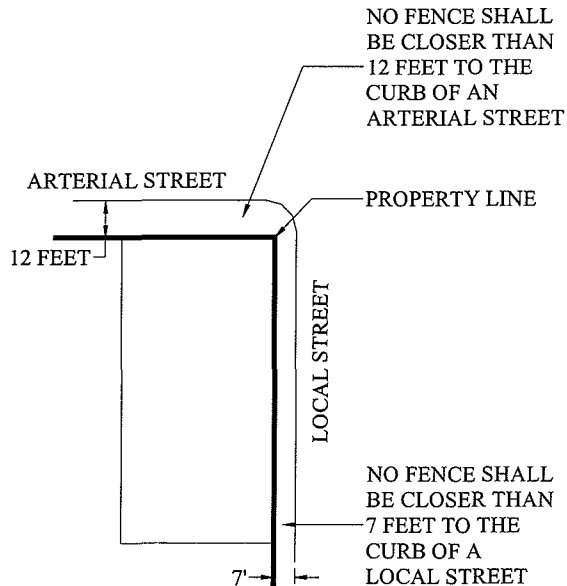 NO FENCE SHALL
BE CLOSER THAN
12 FEET TO THE
CURB OF AN
ARTERIAL STREET
ARTERIAL STREET
PROPERTY LINE
12 FEET
LOCAL STREET
NO FENCE SHALL
BE CLOSER THAN
7 FEET TO THE
CURB OF A
LOCAL STREET
7'